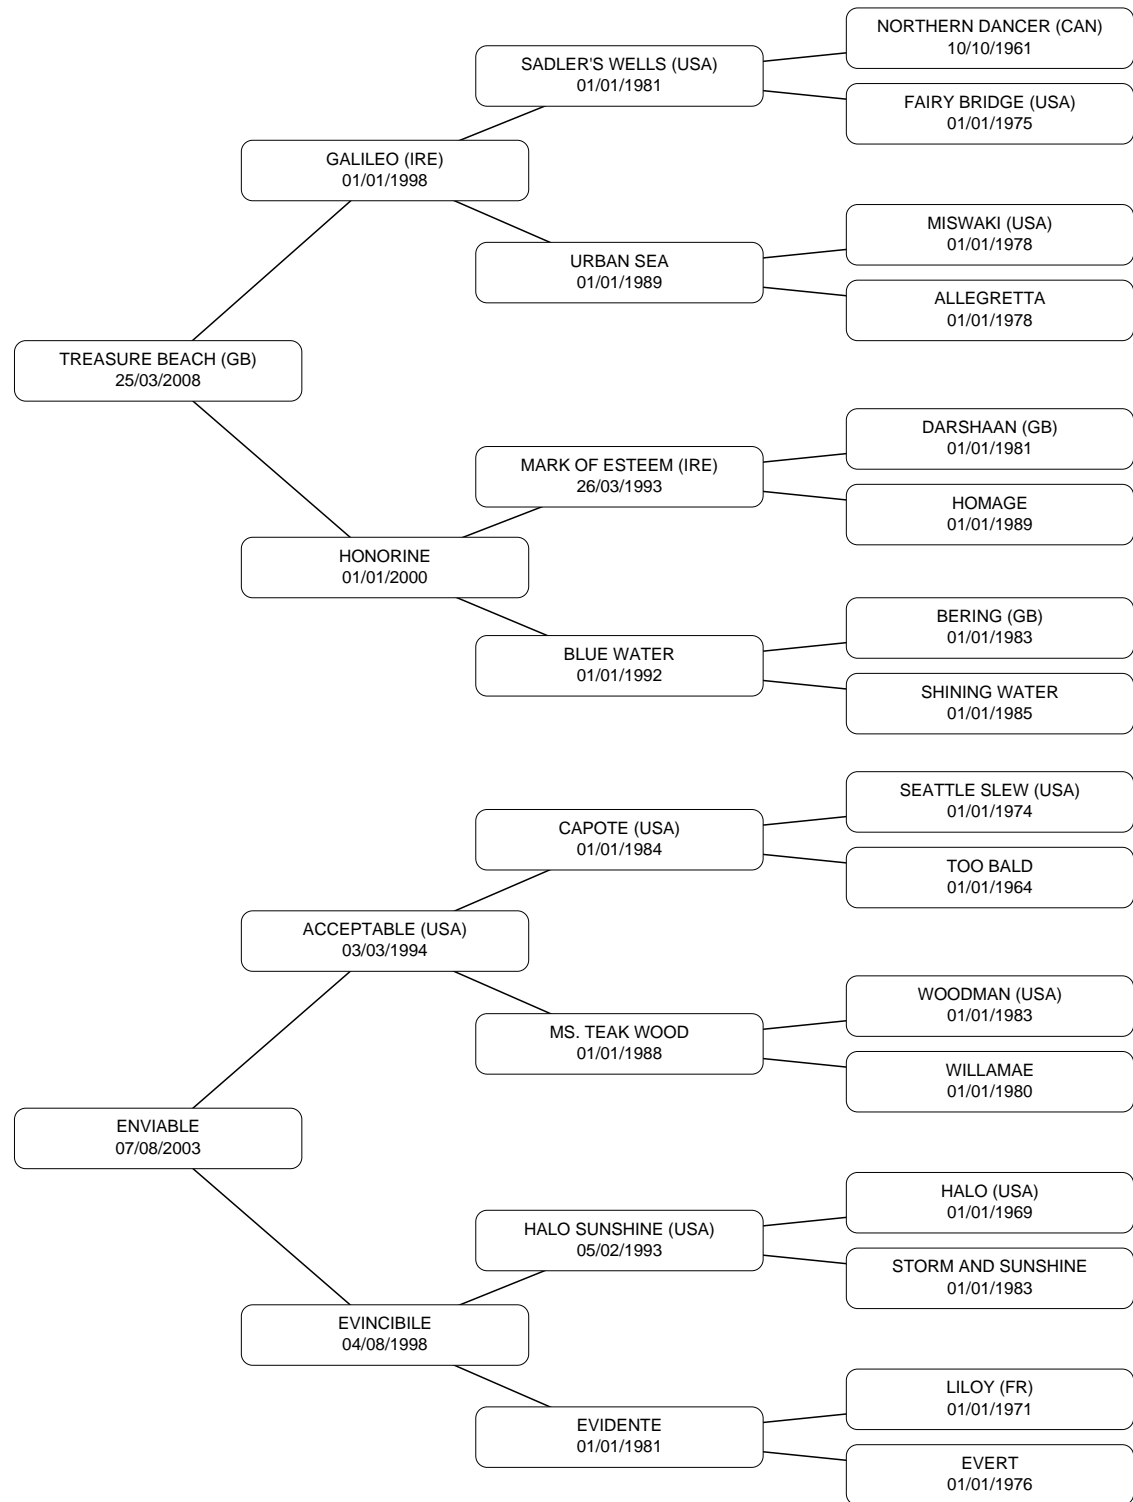 NORTHERN DANCER (CAN)
10/10/1961
SADLER'S WELLS (USA)
01/01/1981
FAIRY BRIDGE (USA)
01/01/1975
GALILEO (IRE)
01/01/1998
MISWAKI (USA)
01/01/1978
URBAN SEA
01/01/1989
ALLEGRETTA
01/01/1978
TREASURE BEACH (GB)
25/03/2008
DARSHAAN (GB)
01/01/1981
MARK OF ESTEEM (IRE)
26/03/1993
HOMAGE
01/01/1989
HONORINE
01/01/2000
BERING (GB)
01/01/1983
BLUE WATER
01/01/1992
SHINING WATER
01/01/1985
SEATTLE SLEW (USA)
01/01/1974
CAPOTE (USA)
01/01/1984
TOO BALD
01/01/1964
ACCEPTABLE (USA)
03/03/1994
WOODMAN (USA)
01/01/1983
MS. TEAK WOOD
01/01/1988
WILLAMAE
01/01/1980
ENVIABLE
07/08/2003
HALO (USA)
01/01/1969
HALO SUNSHINE (USA)
05/02/1993
STORM AND SUNSHINE
01/01/1983
EVINCIBILE
04/08/1998
LILOY (FR)
01/01/1971
EVIDENTE
01/01/1981
EVERT
01/01/1976